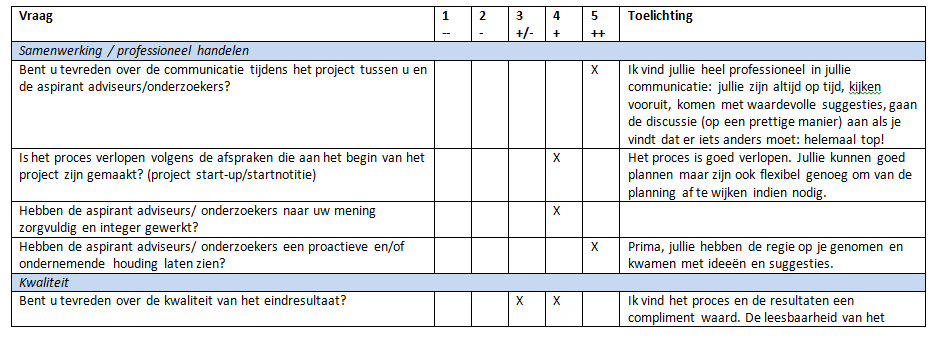 Vraag 1 2 3 4 5 Toelichting
-- - +/- + ++
Samenwerking / professioneel handelen
Bent u tevreden over de communicatie tijdens het project tussen u en
de aspirant adviseurs/onderzoekers?
X
Ik vind jullie heel professioneel in jullie
communicatie: jullie zijn altijd op tijd, kijken
vooruit, komen met waardevolle suggesties, gaan
de discussie (op een prettige manier) aan als je
vindt dat er iets anders moet: helemaal top!
Is het proces verlopen volgens de afspraken die aan het begin van het
project zijn gemaakt? (project start-up/startnotitie)
X
Het proces is goed verlopen. Jullie kunnen goed
plannen maar zijn ook flexibel genoeg om van de
planning af te wijken indien nodig.
Hebben de aspirant adviseurs/ onderzoekers naar uw mening
zorgvuldig en integer gewerkt?
X
Hebben de aspirant adviseurs/ onderzoekers een proactieve en/of
ondernemende houding laten zien?
X
Prima, jullie hebben de regie op je genomen en
kwamen met ideeën en suggesties.
Kwaliteit
Bent u tevreden over de kwaliteit van het eindresultaat?
X X
Ik vind het proces en de resultaten een
compliment waard. De leesbaarheid van het